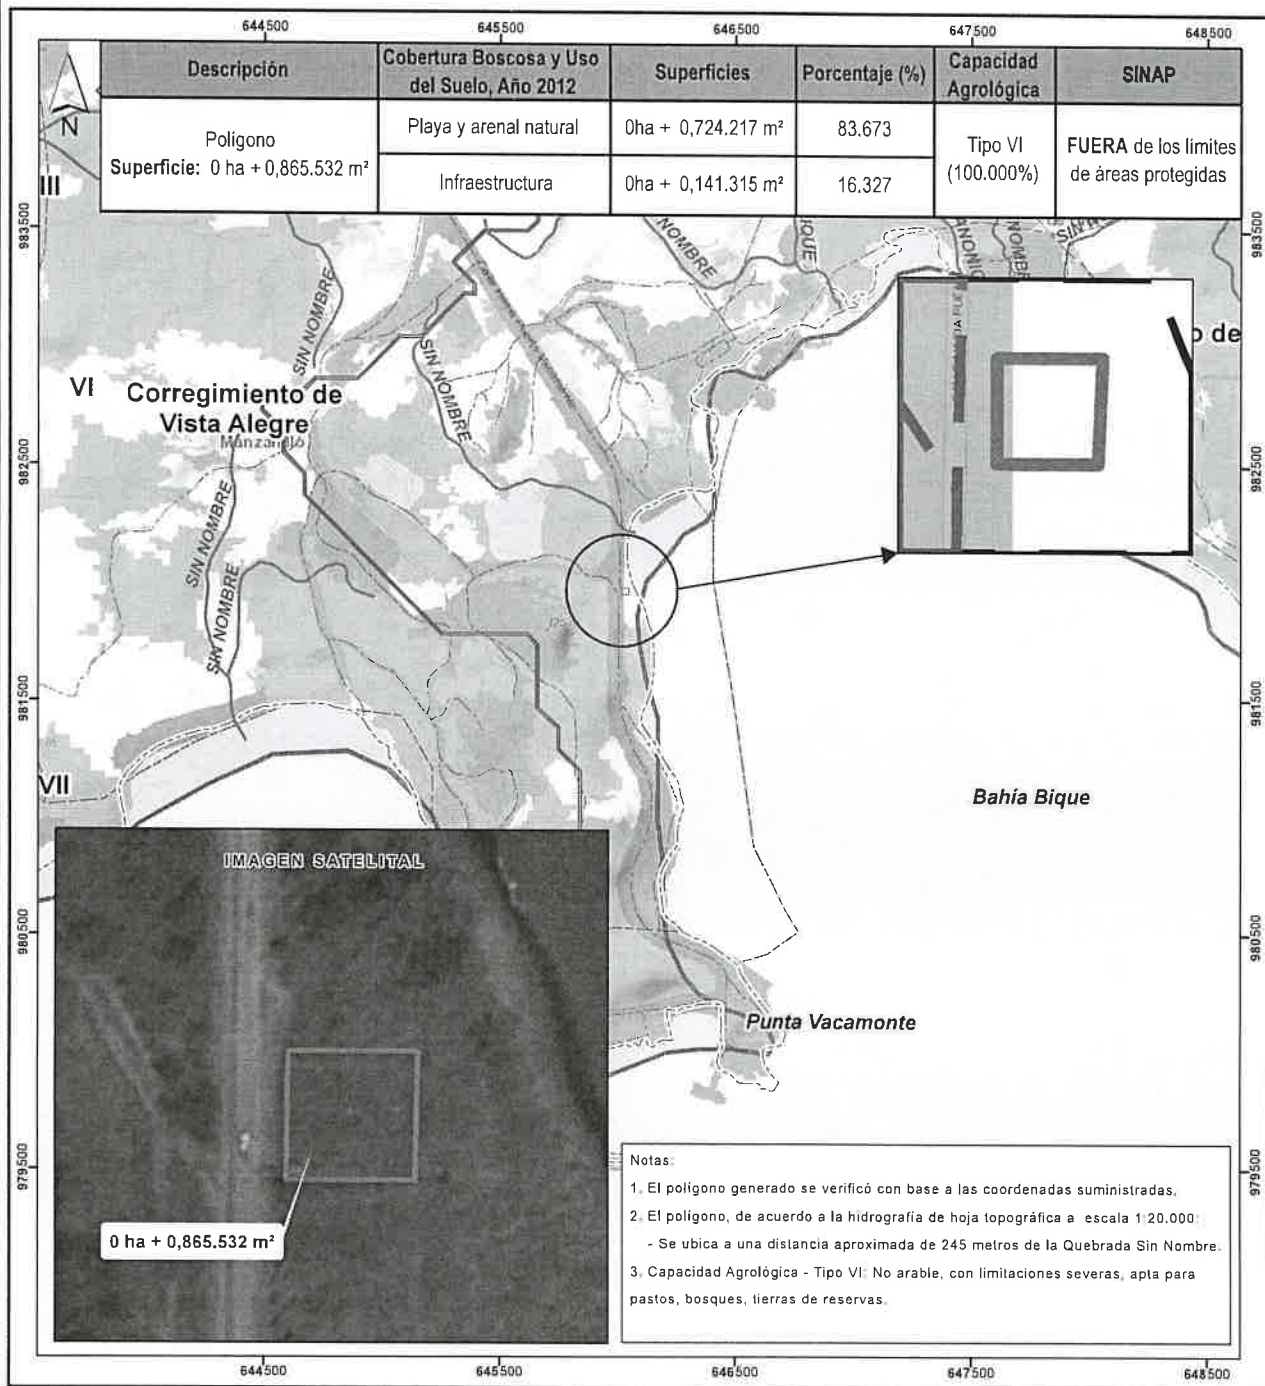 644500 645500 646500 647500 648500
Descripción
Cobertura Boscosa y Uso
del Suelo, Año 2012
Superficies
Porcentaje (%)
Capacidad
Agrológica
SINAP
Polígono
Superficie: 0 ha + 0,865.532 m²
Playa y arenal natural
0ha + 0,724.217 m²
83.673
Infraestructura
0ha + 0,141.315 m²
16.327
Tipo VI
(100.000%)
FUERA de los límites
de áreas protegidas
N
III
983500
983500
SIN NOMBRE
NOMBRE
IQUE
ANONIO
NOMBR
SIN N
o de
SIN NOMBRE
VI
Corregimiento de
Vista Alegre
Manzanillo
982500
982500
SIN NOMBRE
SIN NOMBRE
981500
981500
VII
Bahía Bique
IMAGEN SATELITAL
980500
980500
Punta Vacamonte
979500
979500
0 ha + 0,865.532 m²
Notas:
1. El polígono generado se verificó con base a las coordenadas suministradas.
2. El polígono, de acuerdo a la hidrografía de hoja topográfica a escala 1:20.000:
- Se ubica a una distancia aproximada de 245 metros de la Quebrada Sin Nombre.
3. Capacidad Agrológica - Tipo VI: No arable, con limitaciones severas, apta para
pastos, bosques, tierras de reservas.
644500 645500 646500 647500 648500